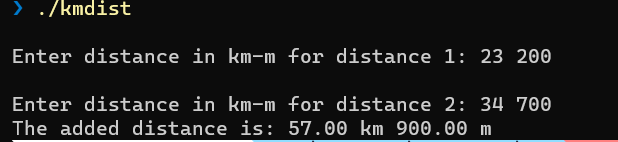 ❯ ./kmdist
Enter distance in km-m for distance 1: 23 200
Enter distance in km-m for distance 2: 34 700
The added distance is: 57.00 km 900.00 m